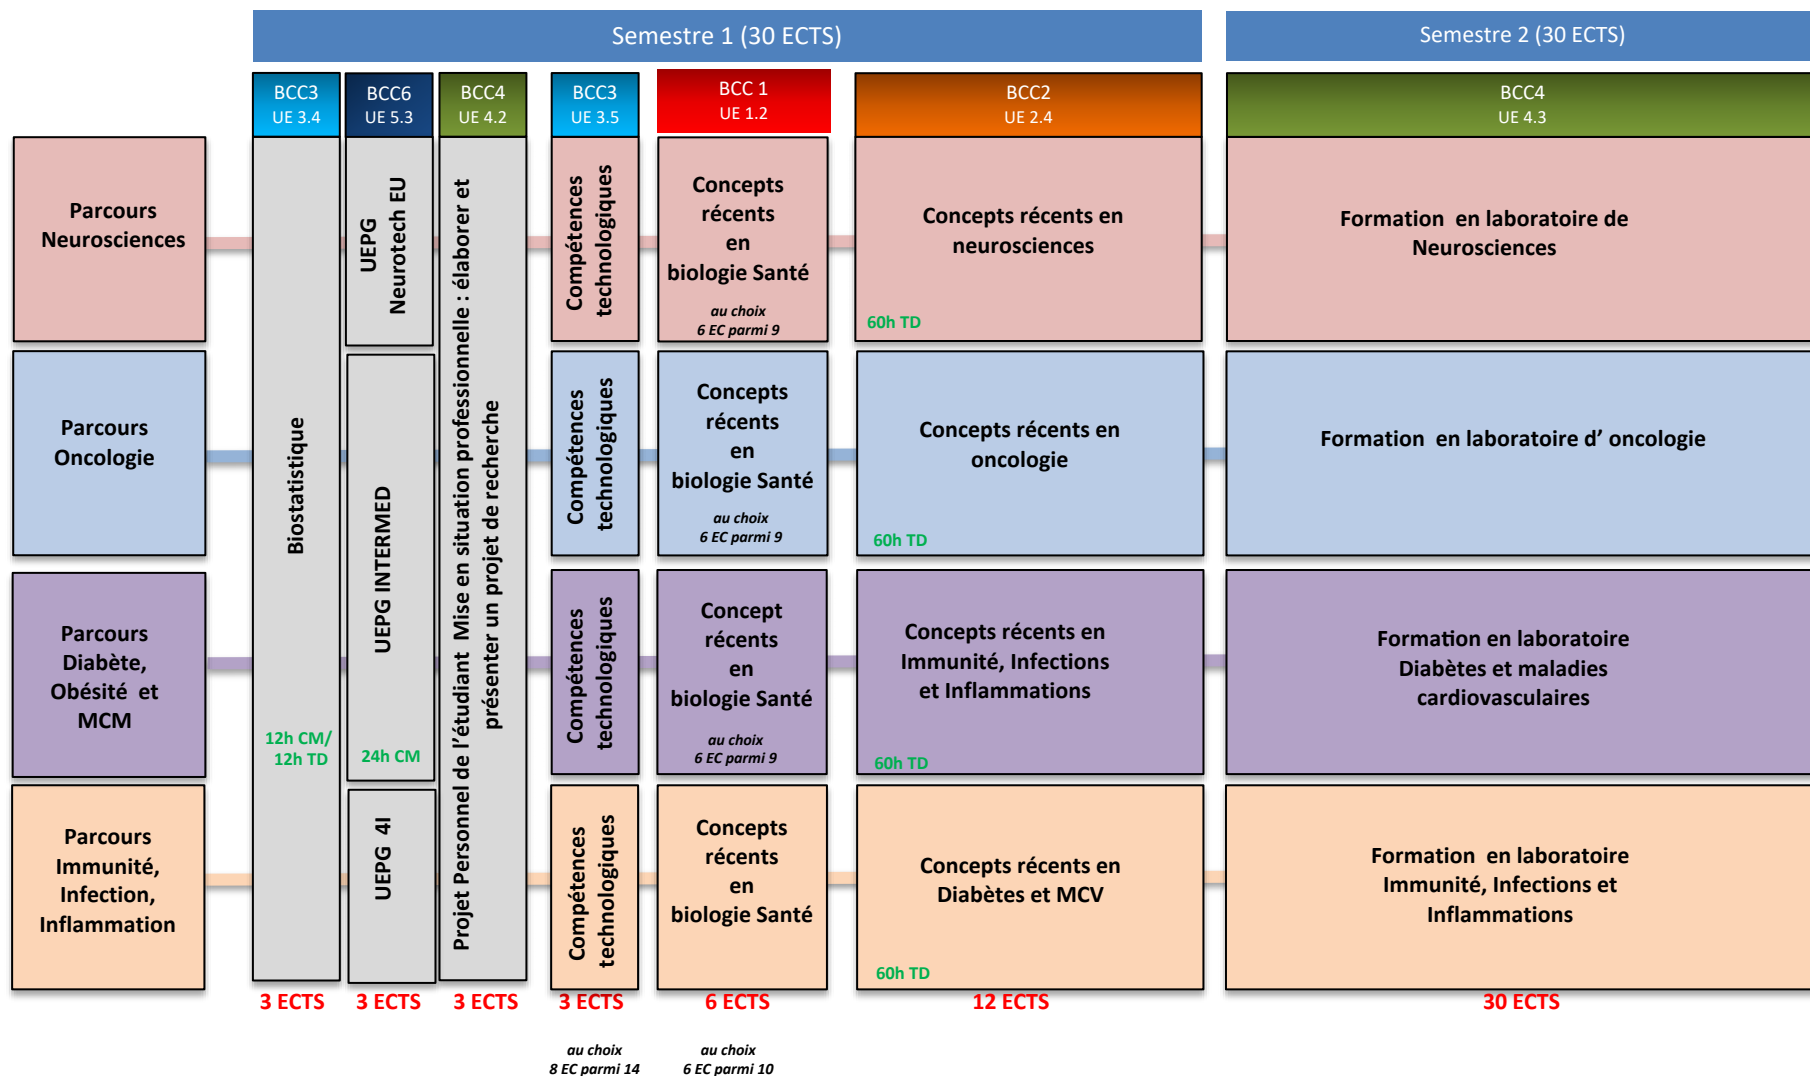 Semestre 1 (30 ECTS)
Semestre 2 (30 ECTS)
BCC3
UE 3.4
BCC6
UE 5.3
BCC4
UE 4.2
BCC3
UE 3.5
BCC 1
UE 1.2
BCC2
UE 2.4
BCC4
UE 4.3
Parcours
Neurosciences
Parcours
Oncologie
Parcours
Diabète,
Obésité et
MCM
Parcours
Immunité,
Infection,
Inflammation
Biostatistique
12h CM/
12h TD
UEPG
Neurotech EU
UEPG INTERMED
24h CM
UEPG 4I
Projet Personnel de l'étudiant Mise en situation professionnelle : élaborer et
présenter un projet de recherche
Compétences
technologiques
Concepts
récents
en
biologie Santé
au choix
6 EC parmi 9
Concepts récents en
neurosciences
60h TD
Formation en laboratoire de
Neurosciences
Compétences
technologiques
Concepts
récents
en
biologie Santé
au choix
6 EC parmi 9
Concepts récents en
oncologie
60h TD
Formation en laboratoire d' oncologie
Compétences
technologiques
Concept
récents
en
biologie Santé
au choix
6 EC parmi 9
Concepts récents en
Immunité, Infections
et Inflammations
60h TD
Formation en laboratoire
Diabètes et maladies
cardiovasculaires
Compétences
technologiques
Concepts
récents
en
biologie Santé
Concepts récents en
Diabètes et MCV
60h TD
Formation en laboratoire
Immunité, Infections et
Inflammations
3 ECTS
3 ECTS
3 ECTS
3 ECTS
6 ECTS
12 ECTS
30 ECTS
au choix
8 EC parmi 14
au choix
6 EC parmi 10